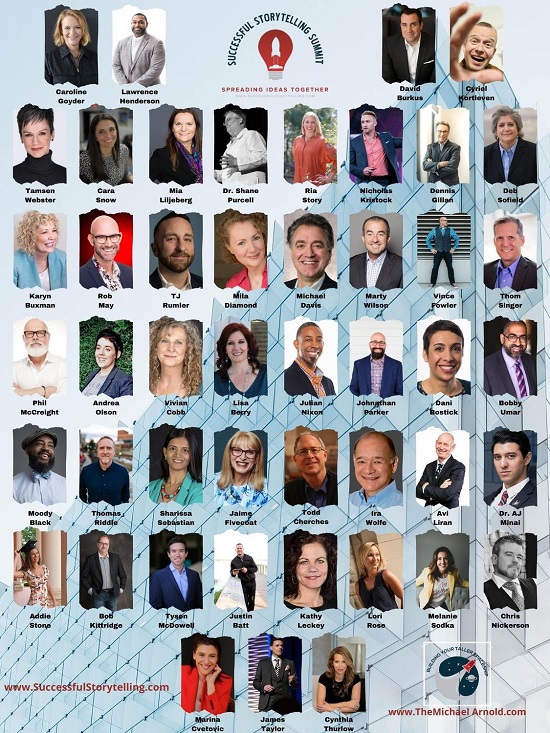 SUCCESSFUL STORYTELLING SUMMIT
SPREADING IDEAS TOGETHER
Caroline
Goyder
Lawrence
Henderson
David
Burkus
Cyriel
Kortleven
Tamsen
Webster
Cara
Snow
Mia
Liljeberg
Dr. Shane
Purcell
Ria
Story
Nicholas
Kristock
Dennis
Gillan
Deb
Sofield
Karyn
Buxman
Rob
May
TJ
Rumler
Mila
Diamond
Michael
Davis
Marty
Wilson
Vince
Fowler
Thom
Singer
Phil
McCreight
Andrea
Olson
Vivian
Cobb
Lisa
Berry
Julian
Nixon
Johnathan
Parker
Dani
Bostick
Bobby
Umar
Moody
Black
Thomas
Riddle
Sharissa
Sebastian
Jaime
Fivecoat
Todd
Cherches
Ira
Wolfe
Avi
Liran
Dr. AJ
Minai
Addie
Stone
Bob
Kittridge
Tyson
McDowell
Justin
Batt
Kathy
Leckey
Lori
Rose
Melanie
Sodka
Chris
Nickerson
www.SuccessfulStorytelling.com
Marina
Cvetovic
James
Taylor
Cynthia
Thurlow
BUILDING YOUR TALLER
www.TheMichael Arnold.com